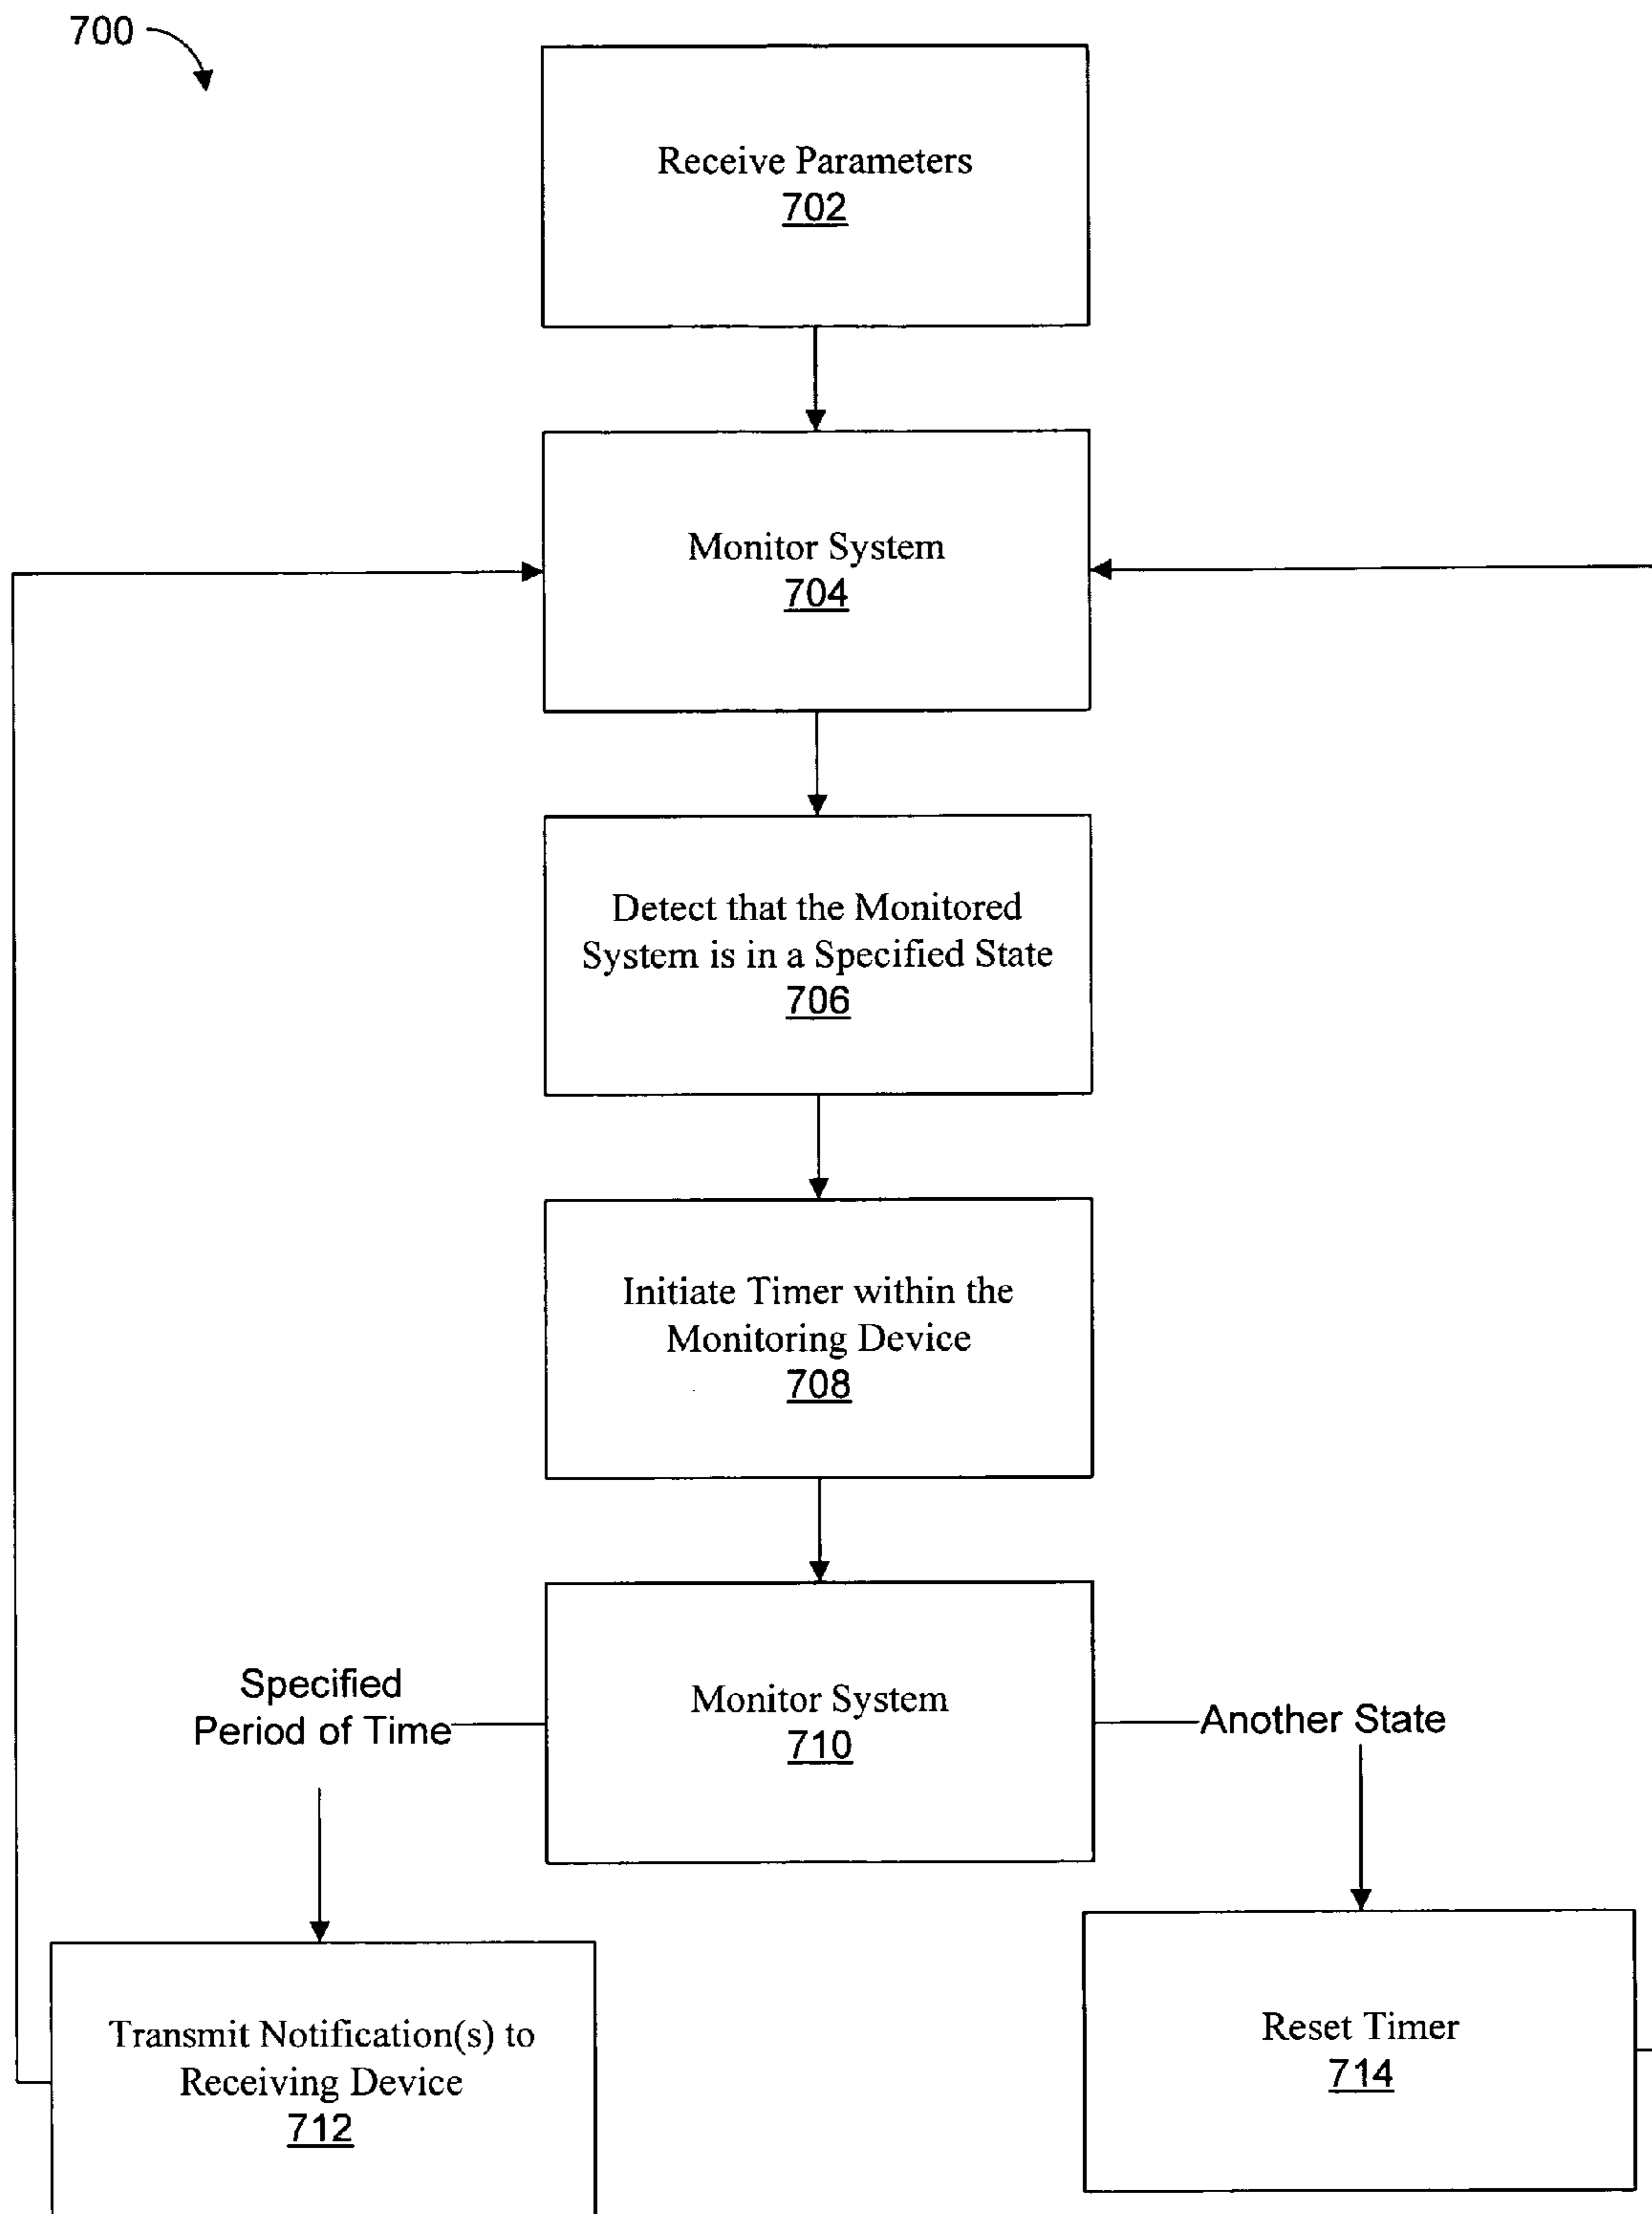 700
Receive Parameters
702
Monitor System
704
Detect that the Monitored
System is in a Specified State
706
Initiate Timer within the
Monitoring Device
708
Monitor System
710
Specified
Period of Time
Another State
Transmit Notification(s) to
Receiving Device
712
Reset Timer
714